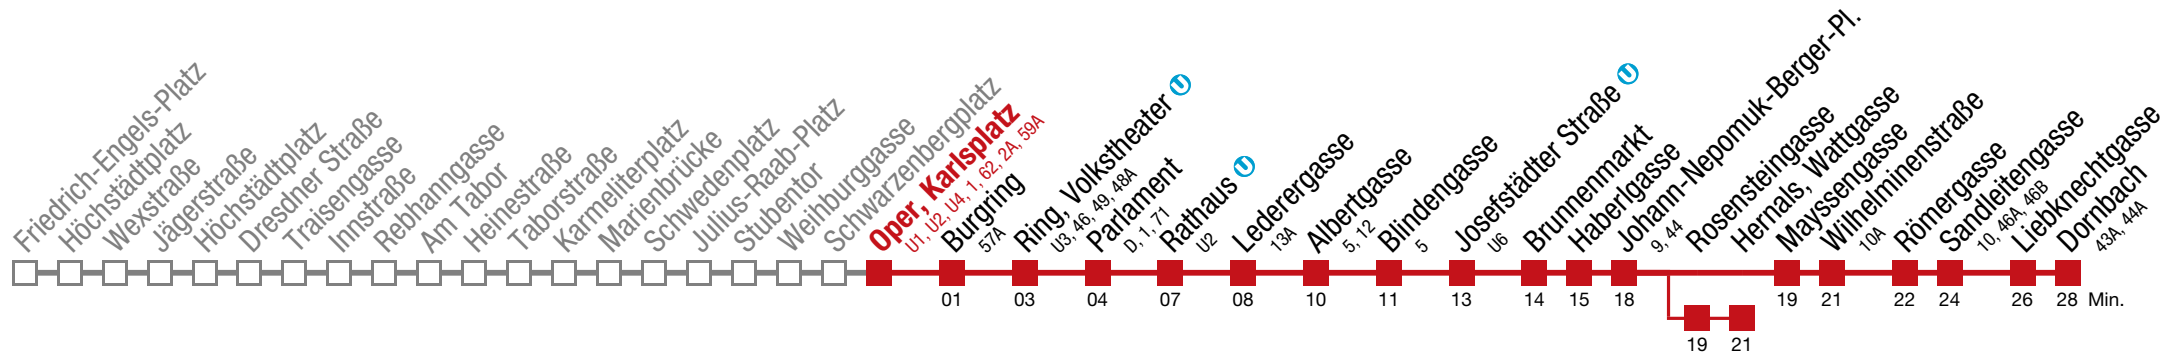 Friedrich-Engels-Platz
Höchstädtplatz
Wexstraße
Jägerstraße
Höchstädtplatz
Dresdner Straße
Traisengasse
Innstraße
Rebhanngasse
Am Tabor
Heinestraße
Taborstraße
Karmeliterplatz
Marienbrücke
Schwedenplatz
Julius-Raab-Platz
Stubentor
Weihburggasse
Schwarzenbergplatz
Oper, Karlsplatz
U1, U2, U4, 1, 62, 2A, 59A
Burgring
57A
Ring, Volkstheater U
U3, 46, 49, 48A
Parlament
D, 1, 71
Rathaus U
U2
Lederergasse
13A
Albertgasse
5, 12
Blindengasse
5
Josefstädter Straße U
U6
Brunnenmarkt
Haberlgasse
Johann-Nepomuk-Berger-Pl.
9, 44
Rosensteingasse
Hernals, Wattgasse
Mayssengasse
Wilhelminenstraße
10A
Römergasse
Sandleitengasse
10, 46A, 46B
Liebknechtgasse
Dornbach
43A, 44A
01 03 04 07 08 10 11 13 14 15 18 19 21 22 24 26 28 Min.
19 21